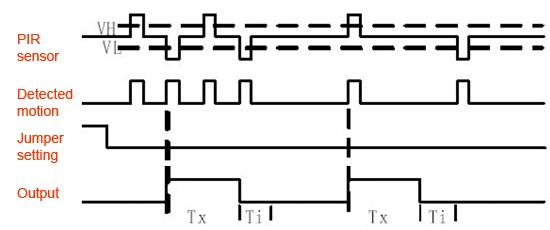 VH
VL
PIR
sensor
Detected
motion
Jumper
setting
Output
Tx Ti Tx Ti